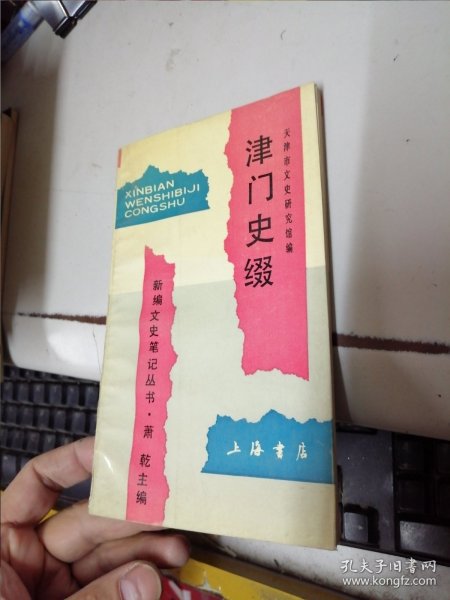 天津市文史研究馆编
津门史缀
XINBIAN
WENSHIBIJI
CONGSHU
新编文史笔记丛书·萧乾主编
上海书店
孔夫子旧书网
www.kongfz.com